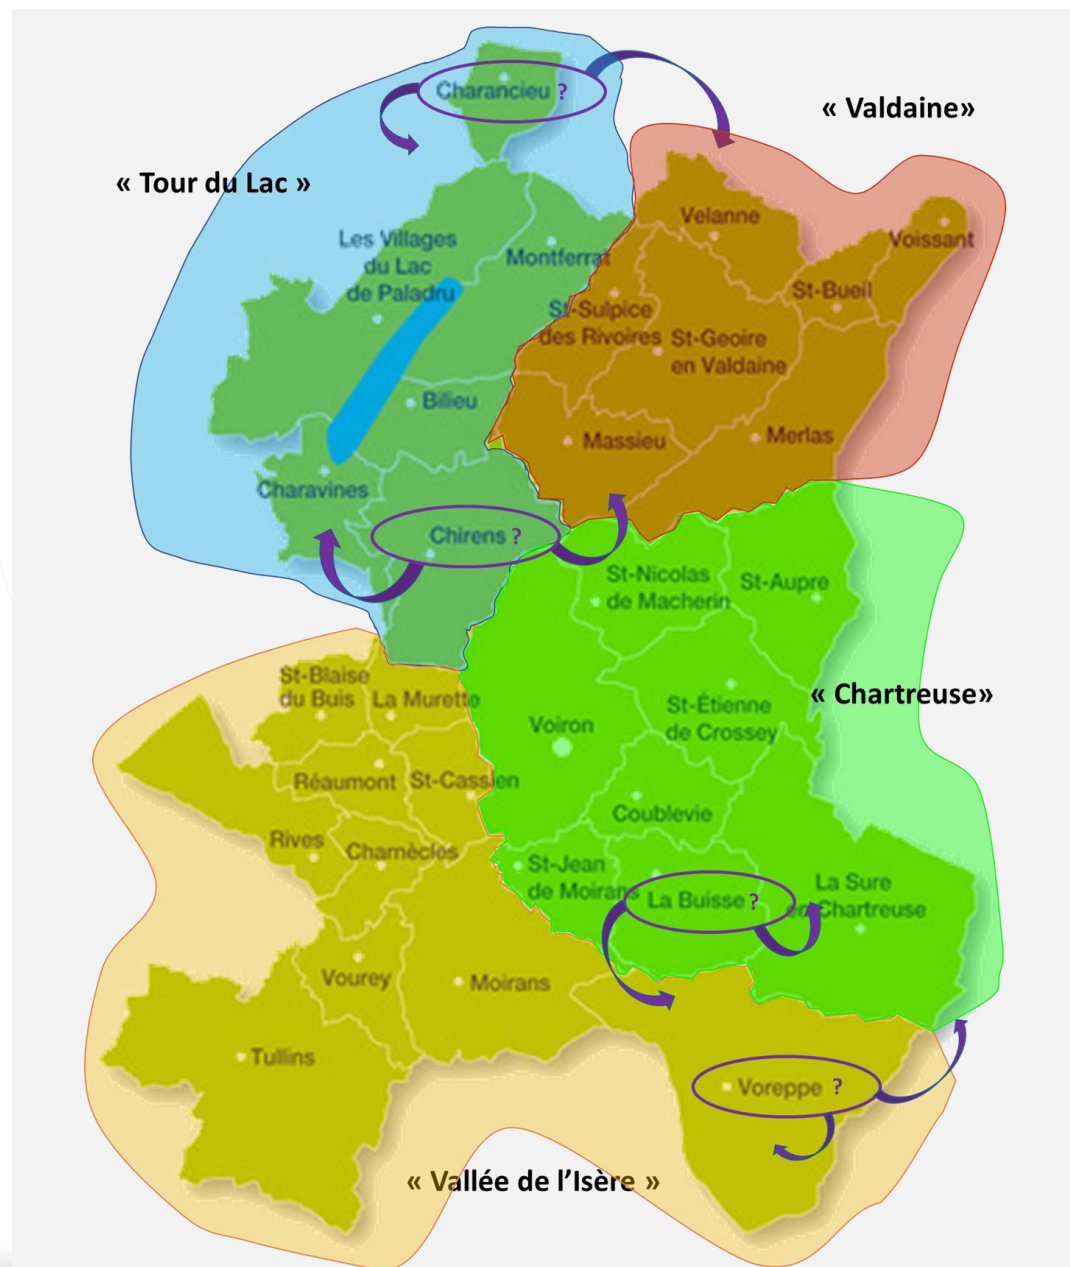 Charancieu ?
« Valdaine»
« Tour du Lac »
Velanne
Voissant
Les Villages
du Lac
de Paladru
Montferrat
St-Bueil
St-Sulpice
des Rivoires
St-Geoire
en Valdaine
Bilieu
Massieu
Merlas
Charavines
Chirens ?
St-Nicolas
de Macherin
St-Aupre
St-Blaise
du Buis
La Murette
« Chartreuse»
Voiron
St-Étienne
de Crossey
Réaumont
St-Cassien
Coublevie
Rives
Charnècles
St-Jean
de Moirans
La Buisse ?
La Sure
en Chartreuse
Vourey
Moirans
Tullins
Voreppe ?
« Vallée de l’Isère »